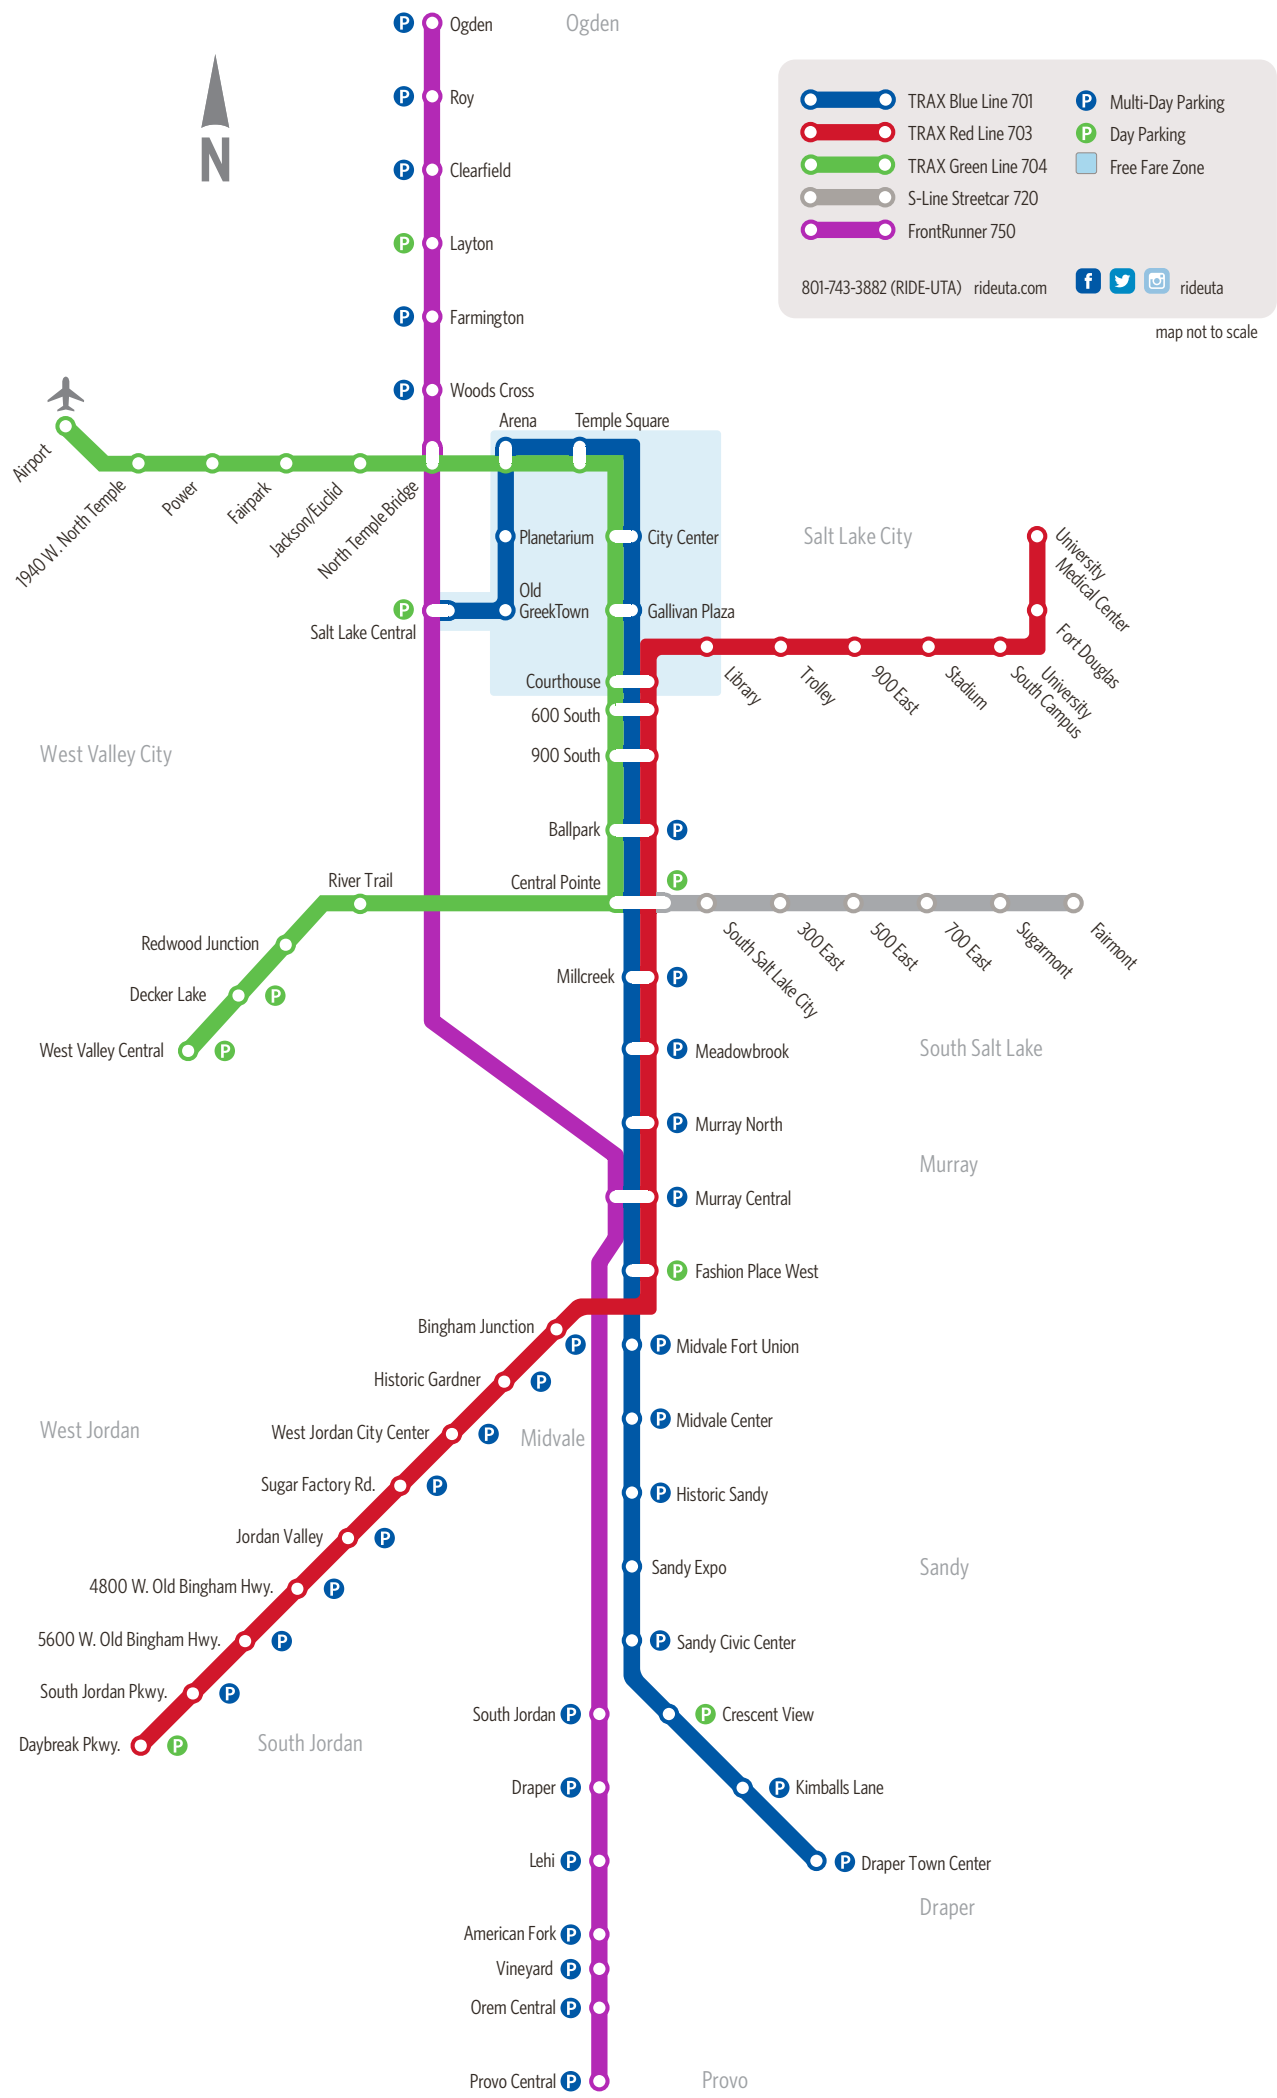 P Ogden
Ogden
P Roy
P Clearfield
P Layton
P Farmington
P Woods Cross
N
TRAX Blue Line 701
TRAX Red Line 703
TRAX Green Line 704
S-Line Streetcar 720
FrontRunner 750
P Multi-Day Parking
P Day Parking
Free Fare Zone
801-743-3882 (RIDE-UTA) rideuta.com
f rideuta
map not to scale
Airport
1940 W. North Temple
Power
Fairpark
Jackson/Euclid
North Temple Bridge
Arena
Temple Square
Planetarium
City Center
Salt Lake City
Old
GreekTown
Gallivan Plaza
P
Salt Lake Central
University
Medical Center
Fort Douglas
University
South Campus
Stadium
900 East
Trolley
Library
Courthouse
600 South
900 South
West Valley City
Ballpark P
Central Pointe P
River Trail
Redwood Junction
Decker Lake P
West Valley Central P
South Salt Lake City
300 East
500 East
700 East
Sugarmont
Fairmont
Millcreek P
P Meadowbrook
South Salt Lake
P Murray North
Murray
P Murray Central
P Fashion Place West
Bingham Junction
P
Historic Gardner P
West Jordan City Center P
West Jordan
Midvale
Sugar Factory Rd. P
Jordan Valley P
4800 W. Old Bingham Hwy. P
5600 W. Old Bingham Hwy. P
South Jordan Pkwy. P
Daybreak Pkwy. P
South Jordan
P Midvale Fort Union
P Midvale Center
P Historic Sandy
Sandy Expo
Sandy
P Sandy Civic Center
P Crescent View
P Kimballs Lane
P Draper Town Center
Draper
South Jordan P
Draper P
Lehi P
American Fork P
Vineyard P
Orem Central P
Provo Central P
Provo